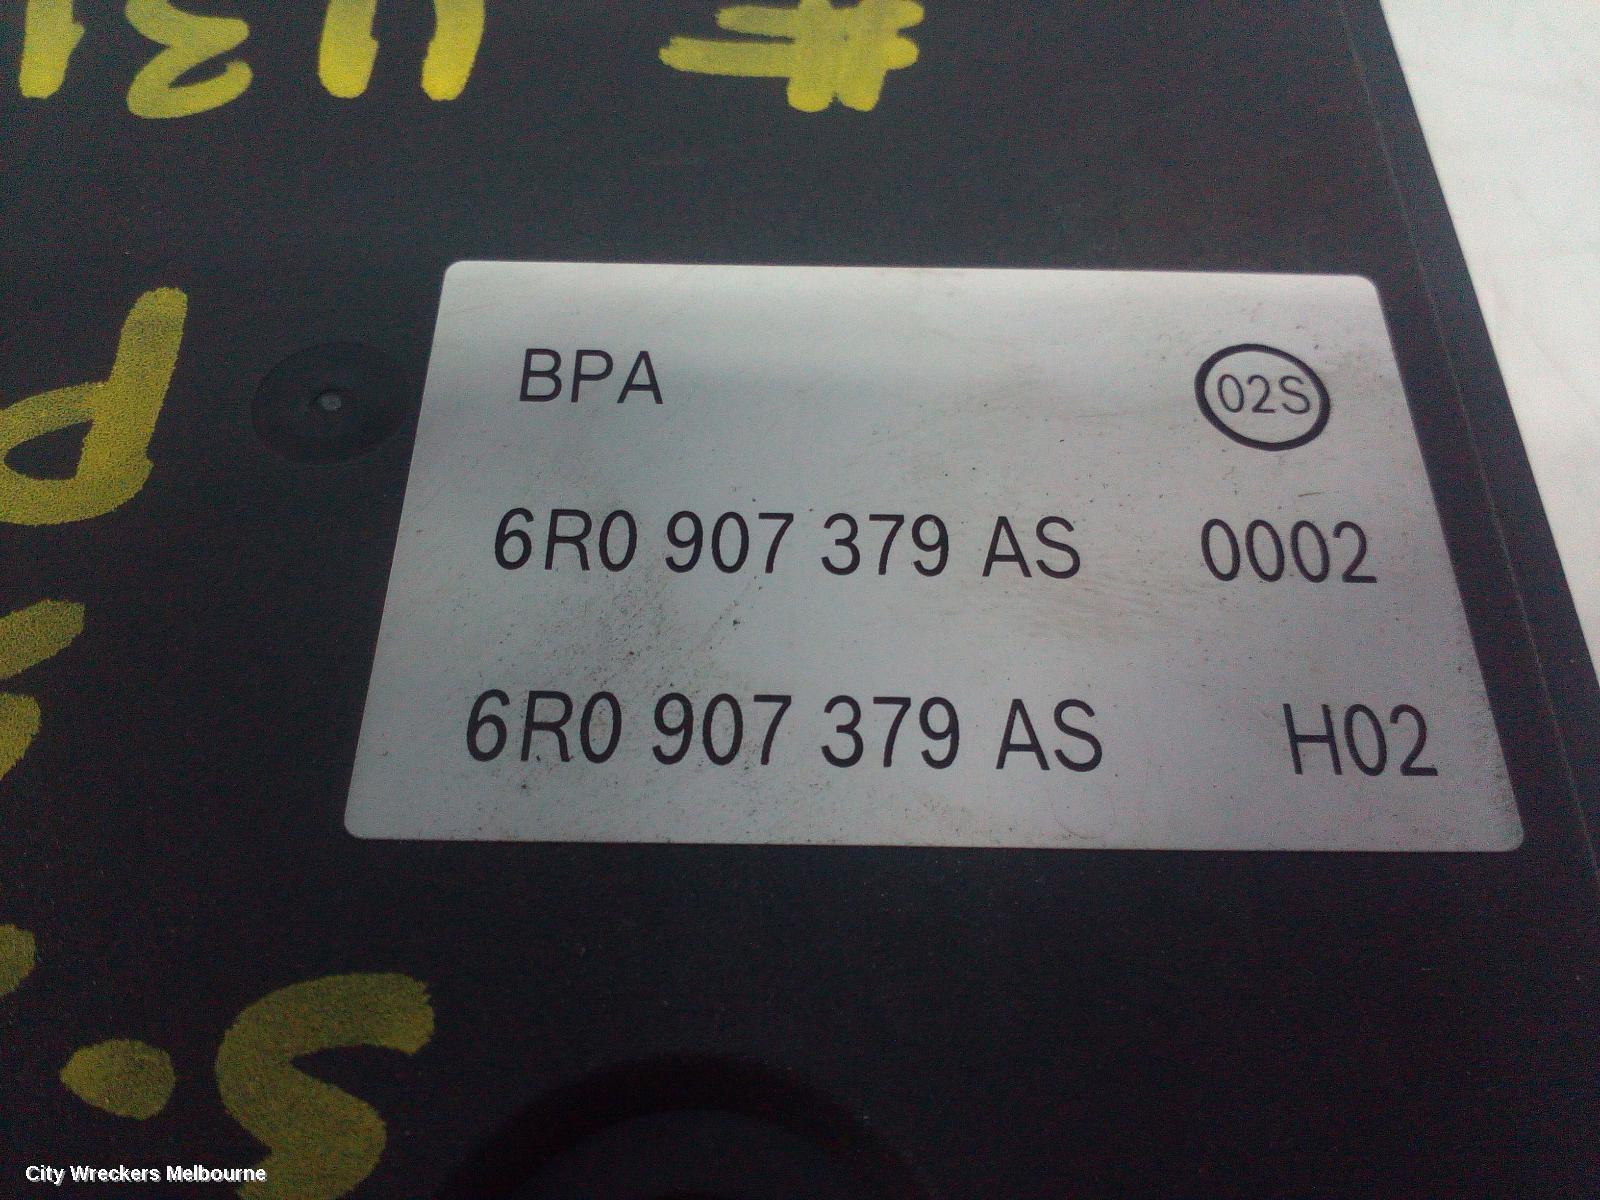 BPA 02S
6R0 907 379 AS 0002
6R0 907 379 AS H02
City Wreckers Melbourne